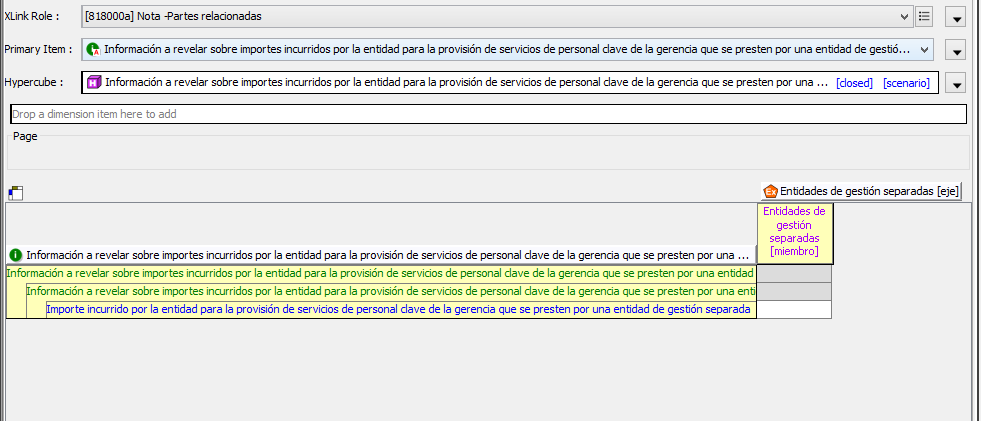 XLink Role : [818000a] Nota -Partes relacionadas
Primary Item : Información a revelar sobre importes incurridos por la entidad para la provisión de servicios de personal clave de la gerencia que se presten por una entidad de gestió...
Hypercube : H Información a revelar sobre importes incurridos por la entidad para la provisión de servicios de personal clave de la gerencia que se presten por una ... [closed] [scenario]
Drop a dimension item here to add
Page
Ex Entidades de gestión separadas [eje]
Entidades de
gestión
separadas
[miembro]
i Información a revelar sobre importes incurridos por la entidad para la provisión de servicios de personal clave de la gerencia que se presten por una ...
Información a revelar sobre importes incurridos por la entidad para la provisión de servicios de personal clave de la gerencia que se presten por una entidad
Información a revelar sobre importes incurridos por la entidad para la provisión de servicios de personal clave de la gerencia que se presten por una enti
Importe incurrido por la entidad para la provisión de servicios de personal clave de la gerencia que se presten por una entidad de gestión separada